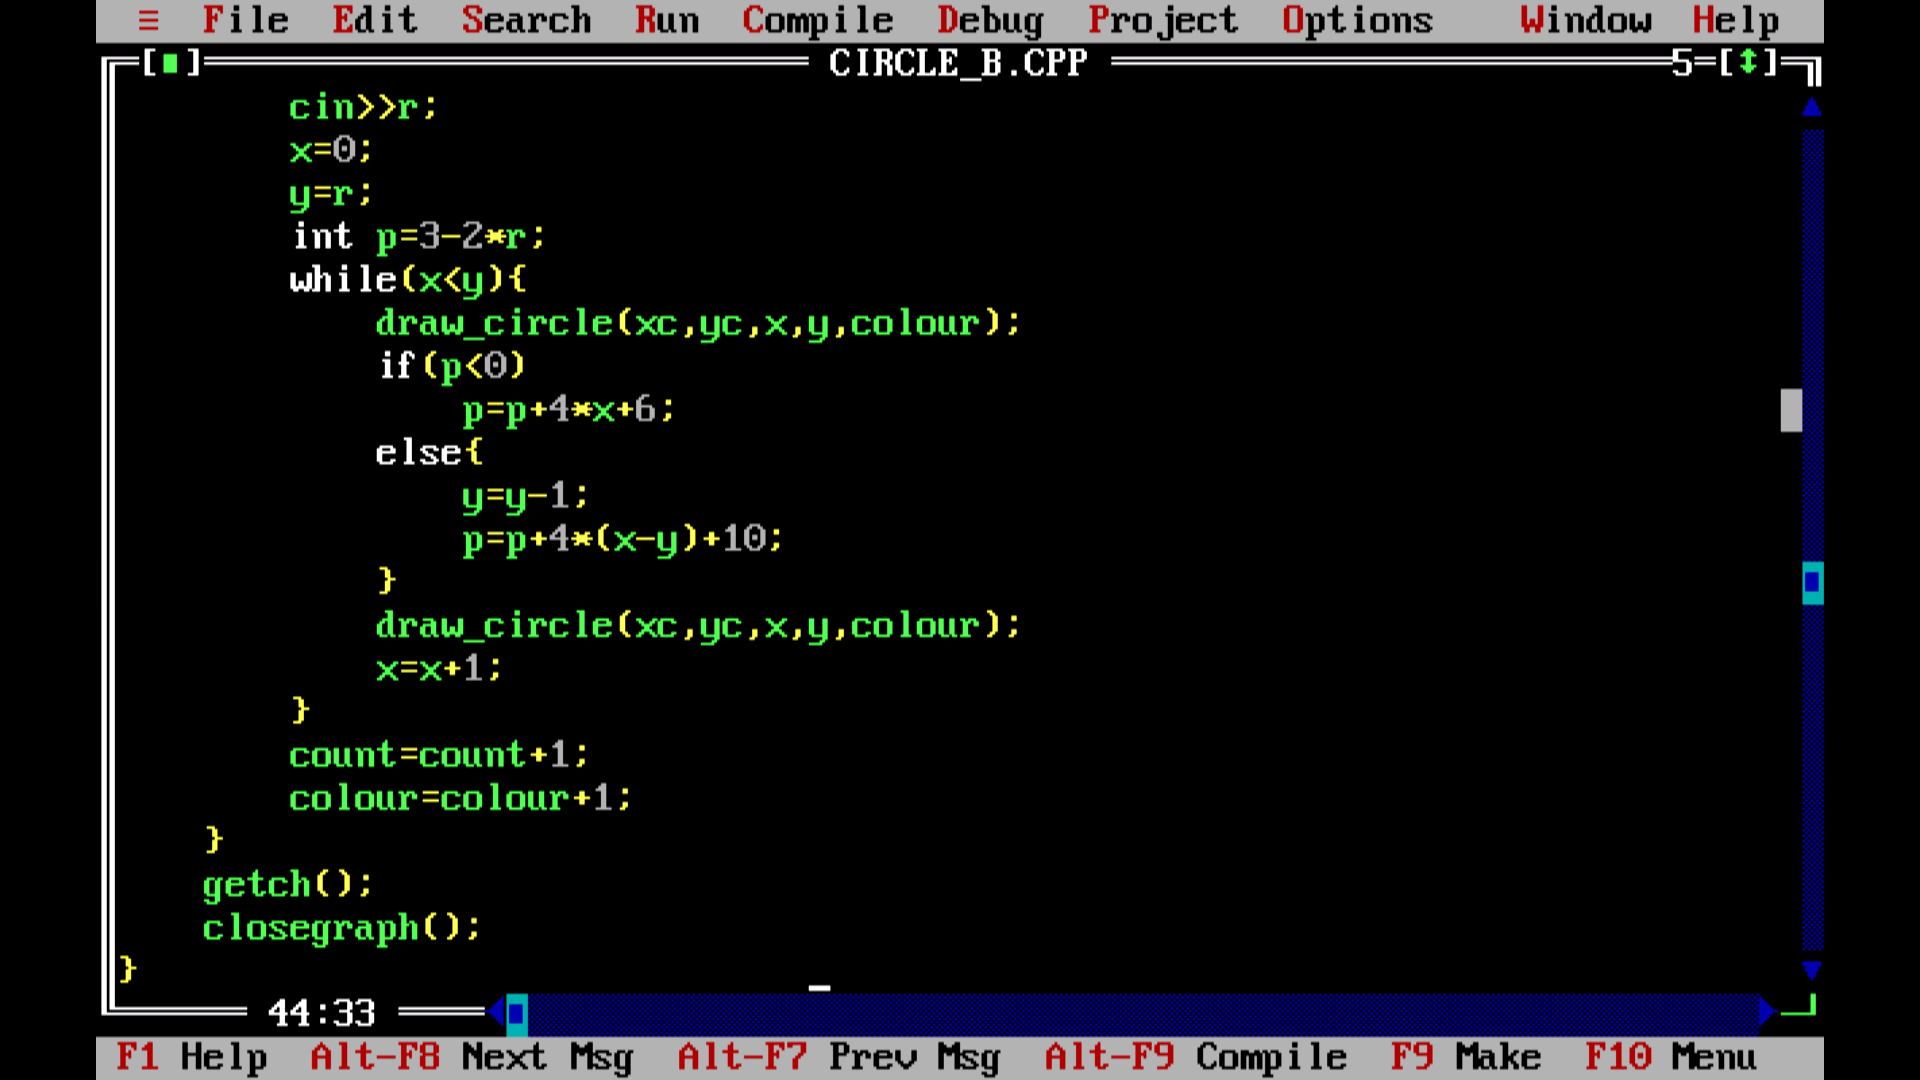 ≡ File Edit Search Run Compile Debug Project Options Window Help
[■] CIRCLE_B.CPP 5=[↕]
cin>>r;
x=0;
y=r;
int p=3-2*r;
while(x<y){
draw_circle(xc,yc,x,y,colour);
if(p<0)
p=p+4*x+6;
else{
y=y-1;
p=p+4*(x-y)+10;
}
draw_circle(xc,yc,x,y,colour);
x=x+1;
}
count=count+1;
colour=colour+1;
}
getch();
closegraph();
}
44:33
F1 Help Alt-F8 Next Msg Alt-F7 Prev Msg Alt-F9 Compile F9 Make F10 Menu